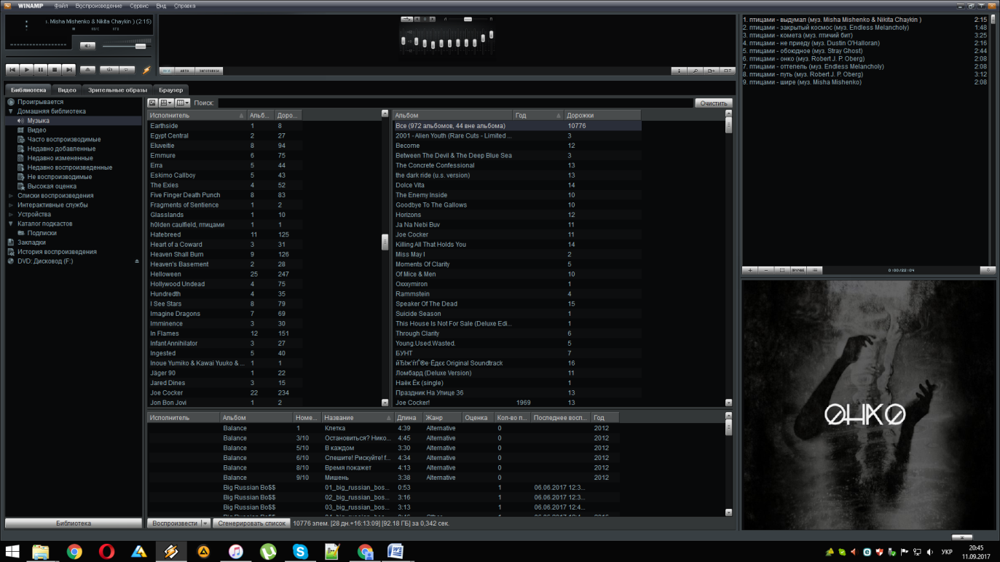 WINAMP Файл Воспроизведение Сервис Вид Справка
. Misha Mishenko & Nikita Chaykin ) (2:15)
Библиотека Видео Зрительные образы Браузер
Проигрывается
Домашняя библиотека
Музыка
Видео
Часто воспроизводимые
Недавно добавленные
Недавно измененные
Недавно воспроизведенные
Не воспроизводимые
Высокая оценка
Списки воспроизведения
Интерактивные службы
Устройства
Каталог подкастов
Подписки
Закладки
История воспроизведения
DVD: Дисковод (F:)
Библиотека
Поиск: Очистить
Исполнитель Альб... Доро...
Earthside 1 8
Egypt Central 2 27
Eluveitie 8 94
Emmure 6 75
Erra 5 44
Eskimo Callboy 5 43
The Exies 4 52
Five Finger Death Punch 8 83
Fragments of Sentience 1 2
Glasslands 1 10
h0lden caulfield, птицами 1 1
Hatebreed 11 125
Heart of a Coward 3 31
Heaven Shall Burn 9 126
Heaven's Basement 2 28
Helloween 25 247
Hollywood Undead 4 75
Hundredth 4 35
I See Stars 8 79
Imagine Dragons 7 69
Imminence 3 30
In Flames 12 151
Infant Annihilator 3 27
Ingested 5 40
Inoue Yumiko & Kawai Yuuko & ... 1 1
Jäger 90 1 22
Jared Dines 3 15
Joe Cocker 22 234
Jon Bon Jovi 1 2
Альбом Год Дорожки
Все (972 альбомов, 44 вне альбома) 10776
2001 - Alien Youth (Rare Cuts - Limited ... 3
Become 12
Between The Devil & The Deep Blue Sea 3
The Concrete Confessional 13
the dark ride (u.s. version) 13
Dolce Vita 14
The Enemy Inside 10
Goodbye To The Gallows 10
Horizons 12
Ja Na Nebi Buv 11
Joe Cocker 11
Killing All That Holds You 14
Miss May I 2
Moments Of Clarity 5
Of Mice & Men 10
Oxxxymiron 1
Rammstein 4
Speaker Of The Dead 15
Suicide Season 1
This House Is Not For Sale (Deluxe Edi... 1
Through Clarity 6
Young.Used.Wasted. 5
БУНТ 7
Original Soundtrack 16
Ломбард (Deluxe Version) 11
Наёк Ёк (single) 1
Праздник На Улице 36 13
Joe Cocker! 1969 13
Исполнитель Альбом Номе... Название Длина Жанр Оценка Кол-во п... Последнее восп... Год
Balance 1 Клетка 4:39 Alternative 0 2012
Balance 3/10 Остановиться? Нико... 4:45 Alternative 0 2012
Balance 5/10 В каждом 3:30 Alternative 0 2012
Balance 6/10 Спешите! Рискуйте! f... 4:34 Alternative 0 2012
Balance 8/10 Время покажет 4:13 Alternative 0 2012
Balance 9/10 Мишень 3:38 Alternative 0 2012
Big Russian Bo$$ 01_big_russian_bos... 0:53 1 06.06.2017 12:3...
Big Russian Bo$$ 02_big_russian_bos... 3:16 1 06.06.2017 12:3...
Big Russian Bo$$ 03_big_russian_bos... 3:13 1 06.06.2017 12:4...
Воспроизвести Сгенерировать список 10776 элем. [28 дн.+16:13:09] [92.18 ГБ] за 0,342 сек.
1. птицами - выдумал (муз. Misha Mishenko & Nikita Chaykin ) 2:15
2. птицами - закрытый космос (муз. Endless Melancholy) 1:48
3. птицами - комета (муз. птичий бит) 3:25
4. птицами - не приеду (муз. Dustin O'Halloran) 2:16
5. птицами - обоюдное (муз. Stray Ghost) 2:44
6. птицами - онко (муз. Robert J. P. Oberg) 2:08
7. птицами - оттепель (муз. Endless Melancholy) 2:08
8. птицами - путь (муз. Robert J. P. Oberg) 3:12
9. птицами - шире (муз. Misha Mishenko) 2:08
0:00/22:04
ОНКО
УКР
20:45
11.09.2017